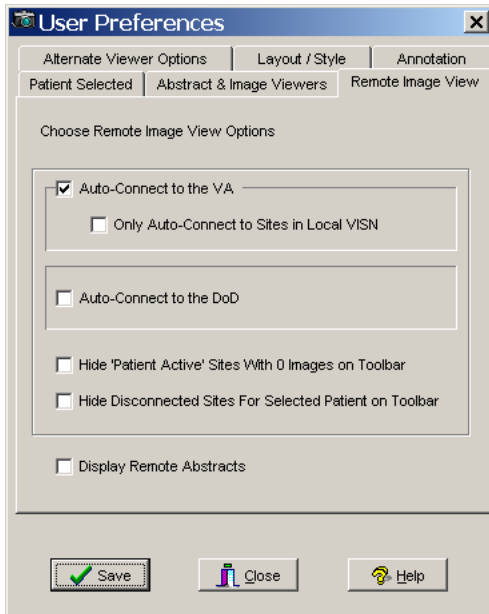 User Preferences
Alternate Viewer Options
Layout / Style
Annotation
Patient Selected
Abstract & Image Viewers
Remote Image View
Choose Remote Image View Options
Auto-Connect to the VA
Only Auto-Connect to Sites in Local VISN
Auto-Connect to the DoD
Hide 'Patient Active' Sites With 0 Images on Toolbar
Hide Disconnected Sites For Selected Patient on Toolbar
Display Remote Abstracts
Save
Close
Help